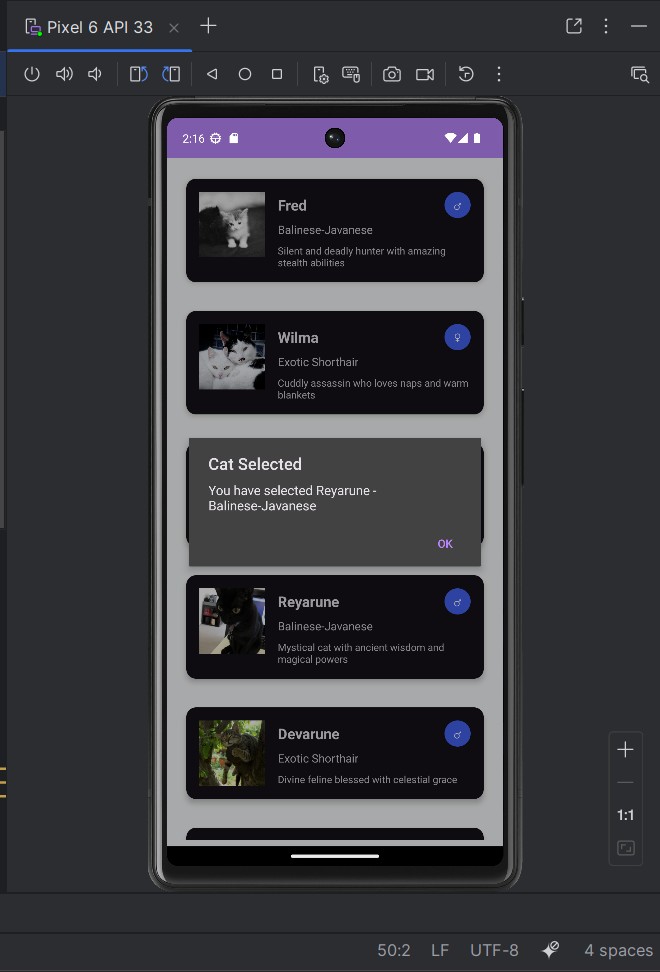 Pixel 6 API 33
2:16
Fred
♂
Balinese-Javanese
Silent and deadly hunter with amazing
stealth abilities
Wilma
♀
Exotic Shorthair
Cuddly assassin who loves naps and warm
blankets
Cat Selected
You have selected Reyarune -
Balinese-Javanese
OK
Reyarune
♂
Balinese-Javanese
Mystical cat with ancient wisdom and
magical powers
Devarune
♂
Exotic Shorthair
Divine feline blessed with celestial grace
1:1
50:2 LF UTF-8 4 spaces